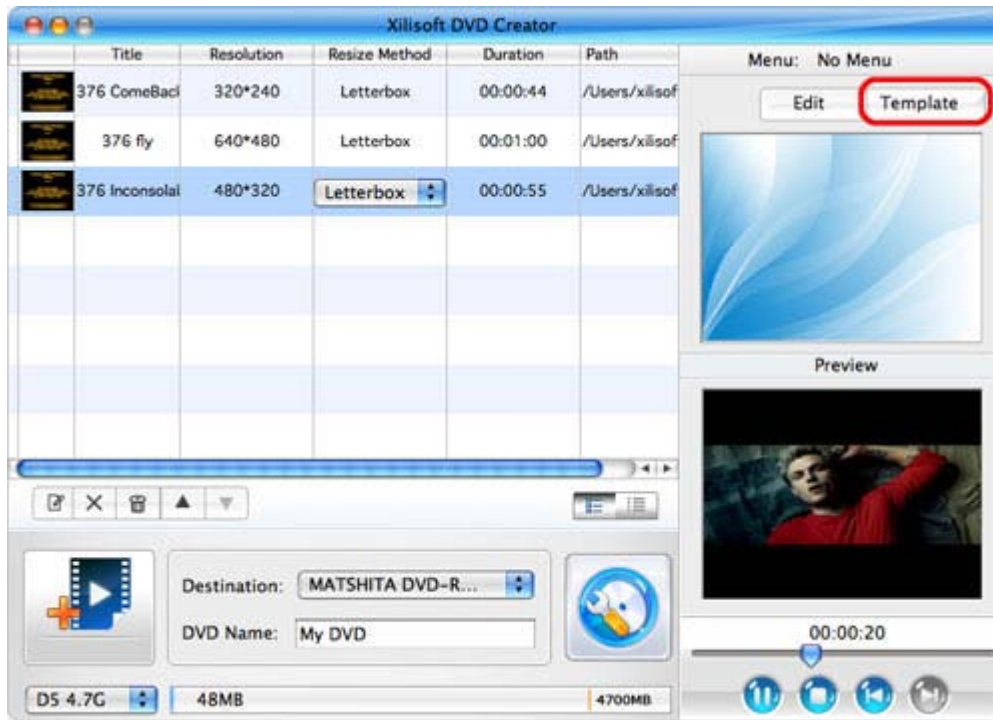 Xilisoft DVD Creator
Title Resolution Resize Method Duration Path
376 ComeBacl 320*240 Letterbox 00:00:44 /Users/xilisof
376 fly 640*480 Letterbox 00:01:00 /Users/xilisof
376 Inconsolal 480*320 Letterbox 00:00:55 /Users/xilisof
Menu: No Menu
Edit Template
Preview
00:00:20
Destination: MATSHITA DVD-R...
DVD Name: My DVD
D5 4.7G 48MB 4700MB